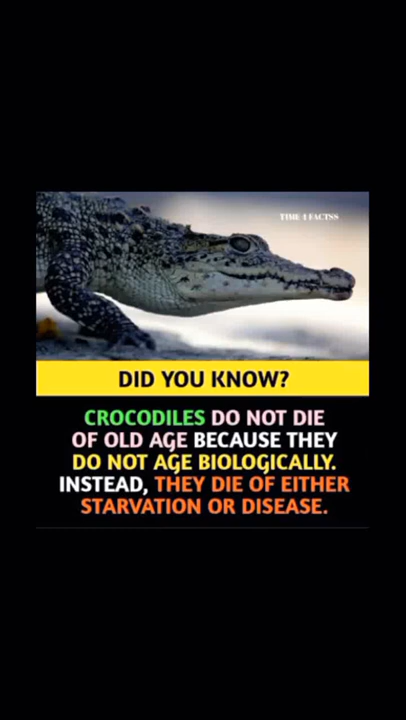 TIME 4 FACTSS
DID YOU KNOW?
CROCODILES DO NOT DIE
OF OLD AGE BECAUSE THEY
DO NOT AGE BIOLOGICALLY.
INSTEAD, THEY DIE OF EITHER
STARVATION OR DISEASE.